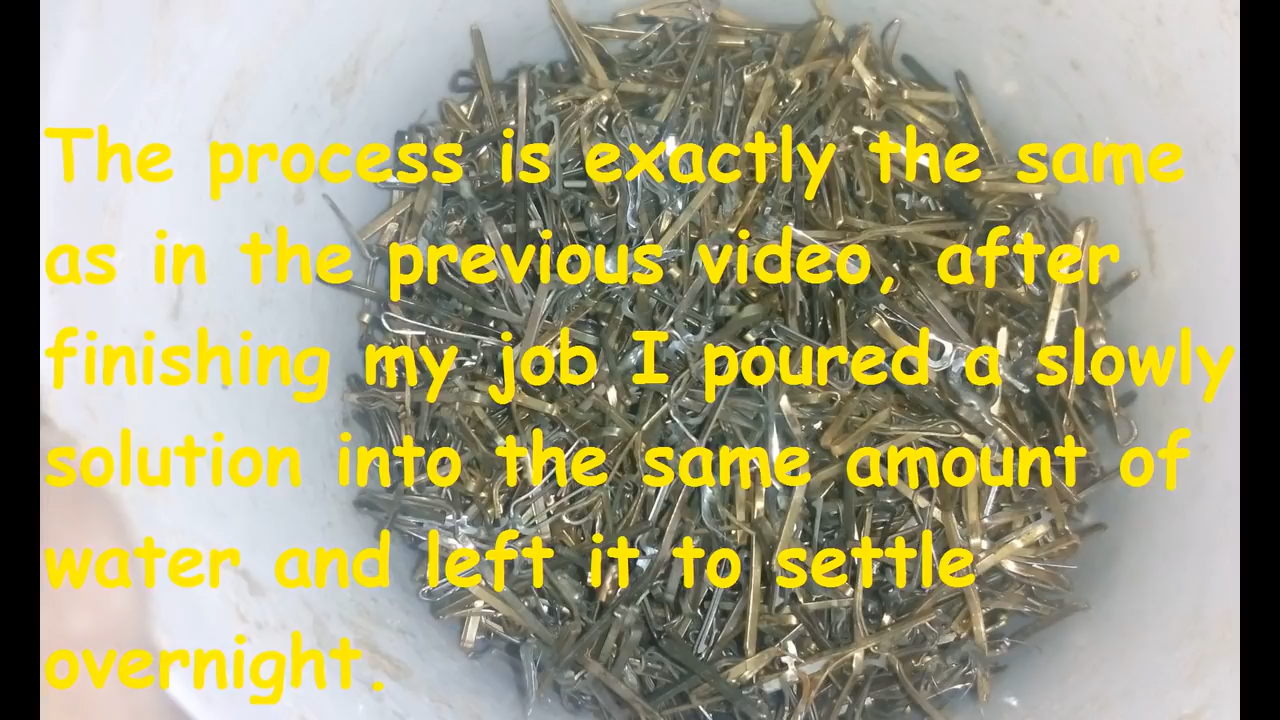 The process is exactly the same
as in the previous video, after
finishing my job I poured a slowly
solution into the same amount of
water and left it to settle
overnight.